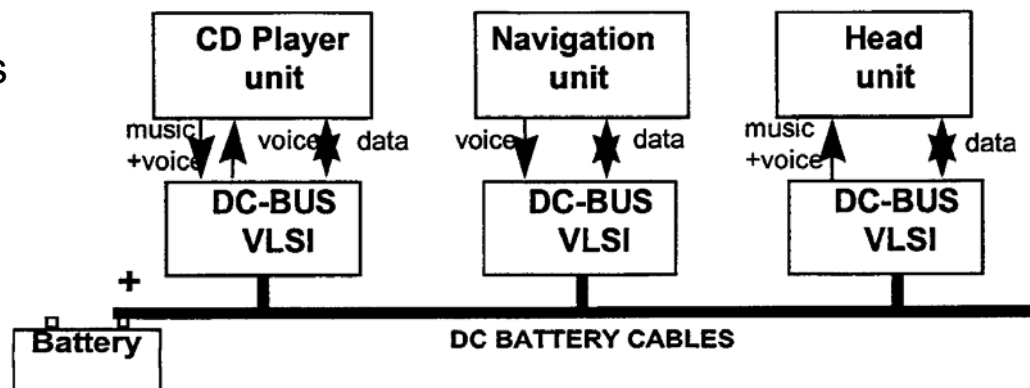 s
CD Player
unit
Navigation
unit
Head
unit
music
+voice
voice
data
voice
data
music
+voice
data
DC-BUS
VLSI
DC-BUS
VLSI
DC-BUS
VLSI
+
Battery
DC BATTERY CABLES